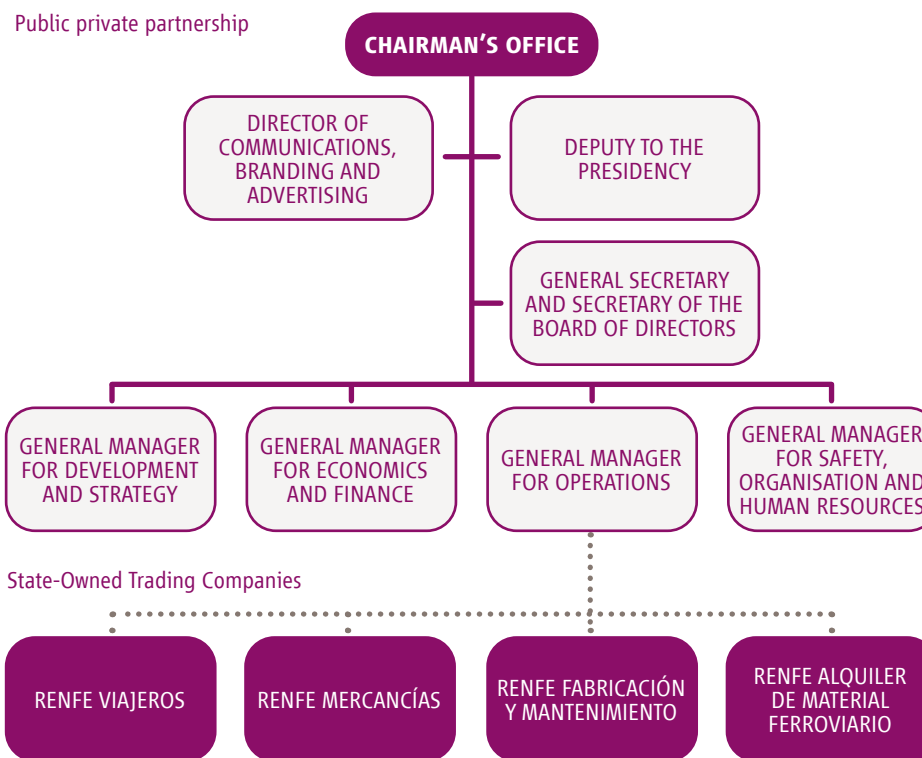 Public private partnership
CHAIRMAN'S OFFICE
DIRECTOR OF
COMMUNICATIONS,
BRANDING AND
ADVERTISING
DEPUTY TO THE
PRESIDENCY
GENERAL SECRETARY
AND SECRETARY OF THE
BOARD OF DIRECTORS
GENERAL MANAGER
FOR DEVELOPMENT
AND STRATEGY
GENERAL MANAGER
FOR ECONOMICS
AND FINANCE
GENERAL MANAGER
FOR OPERATIONS
GENERAL MANAGER
FOR SAFETY,
ORGANISATION AND
HUMAN RESOURCES
State-Owned Trading Companies
RENFE VIAJEROS
RENFE MERCANCÍAS
RENFE FABRICACIÓN
Y MANTENIMIENTO
RENFE ALQUILER
DE MATERIAL
FERROVIARIO